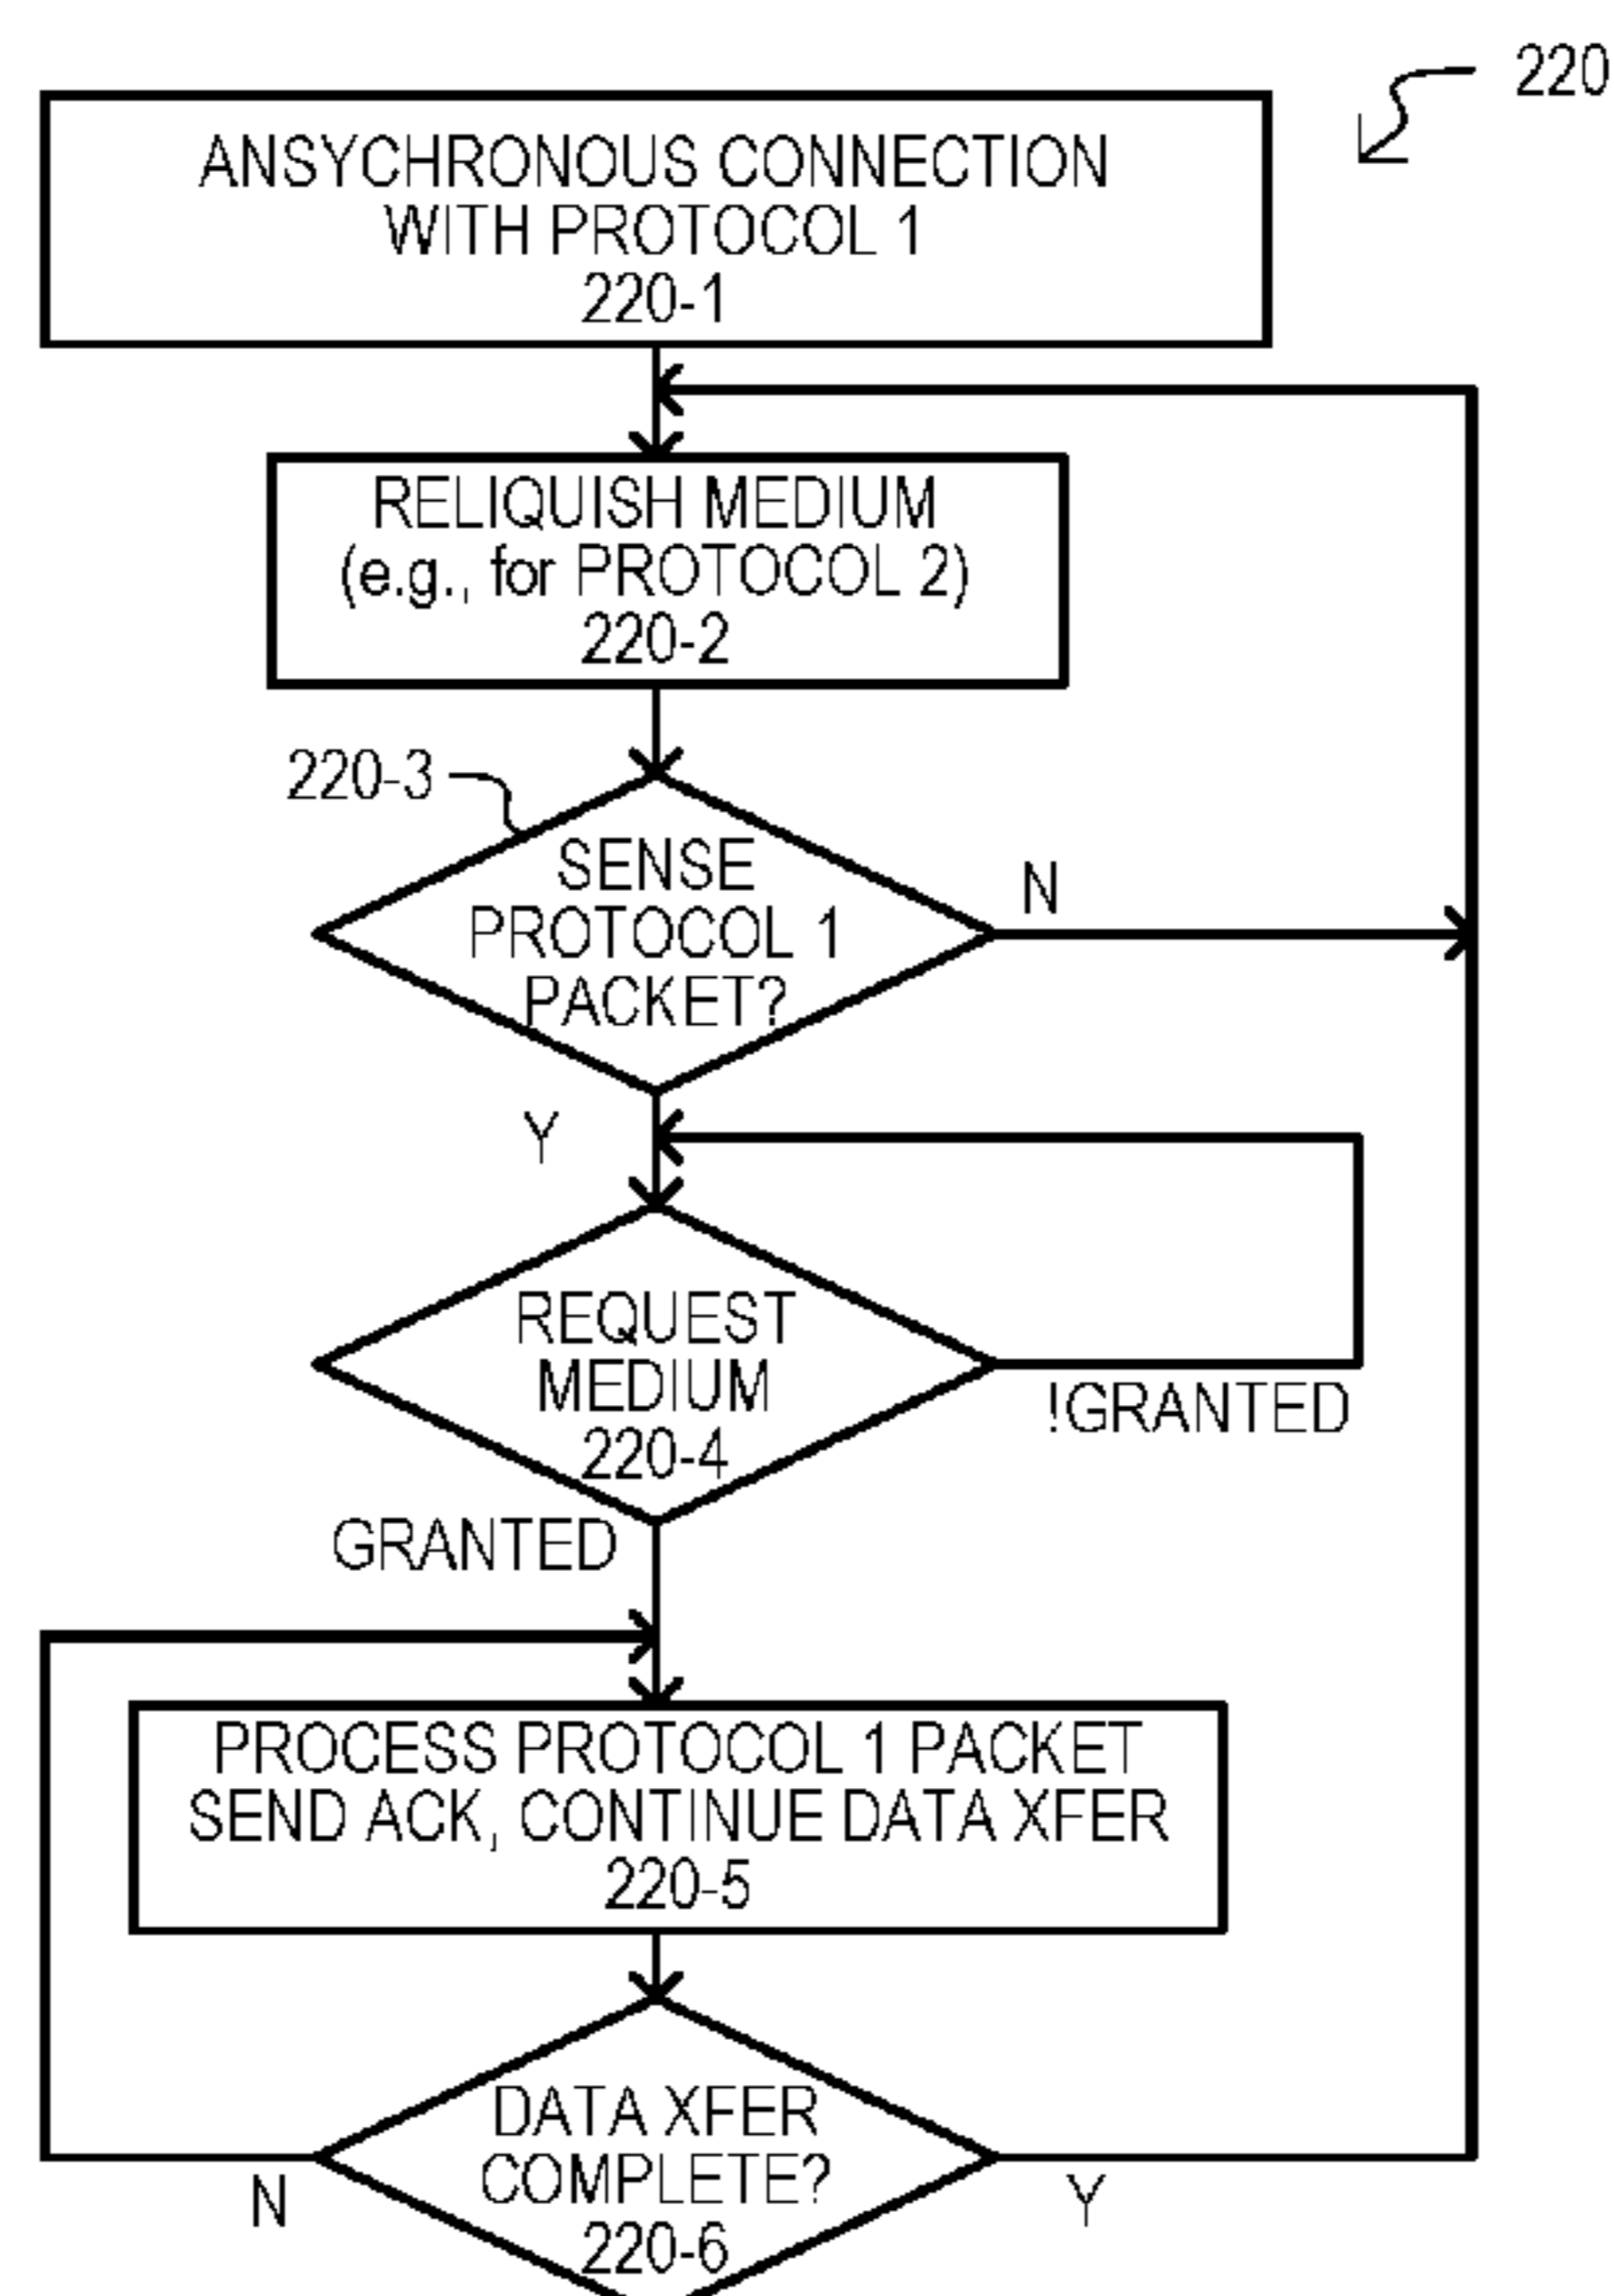 220
ANSYCHRONOUS CONNECTION
WITH PROTOCOL 1
220-1
RELIQUISH MEDIUM
(e.g., for PROTOCOL 2)
220-2
220-3
SENSE
PROTOCOL 1
PACKET?
N
Y
REQUEST
MEDIUM
220-4
!GRANTED
GRANTED
PROCESS PROTOCOL 1 PACKET
SEND ACK, CONTINUE DATA XFER
220-5
DATA XFER
COMPLETE?
220-6
N
Y